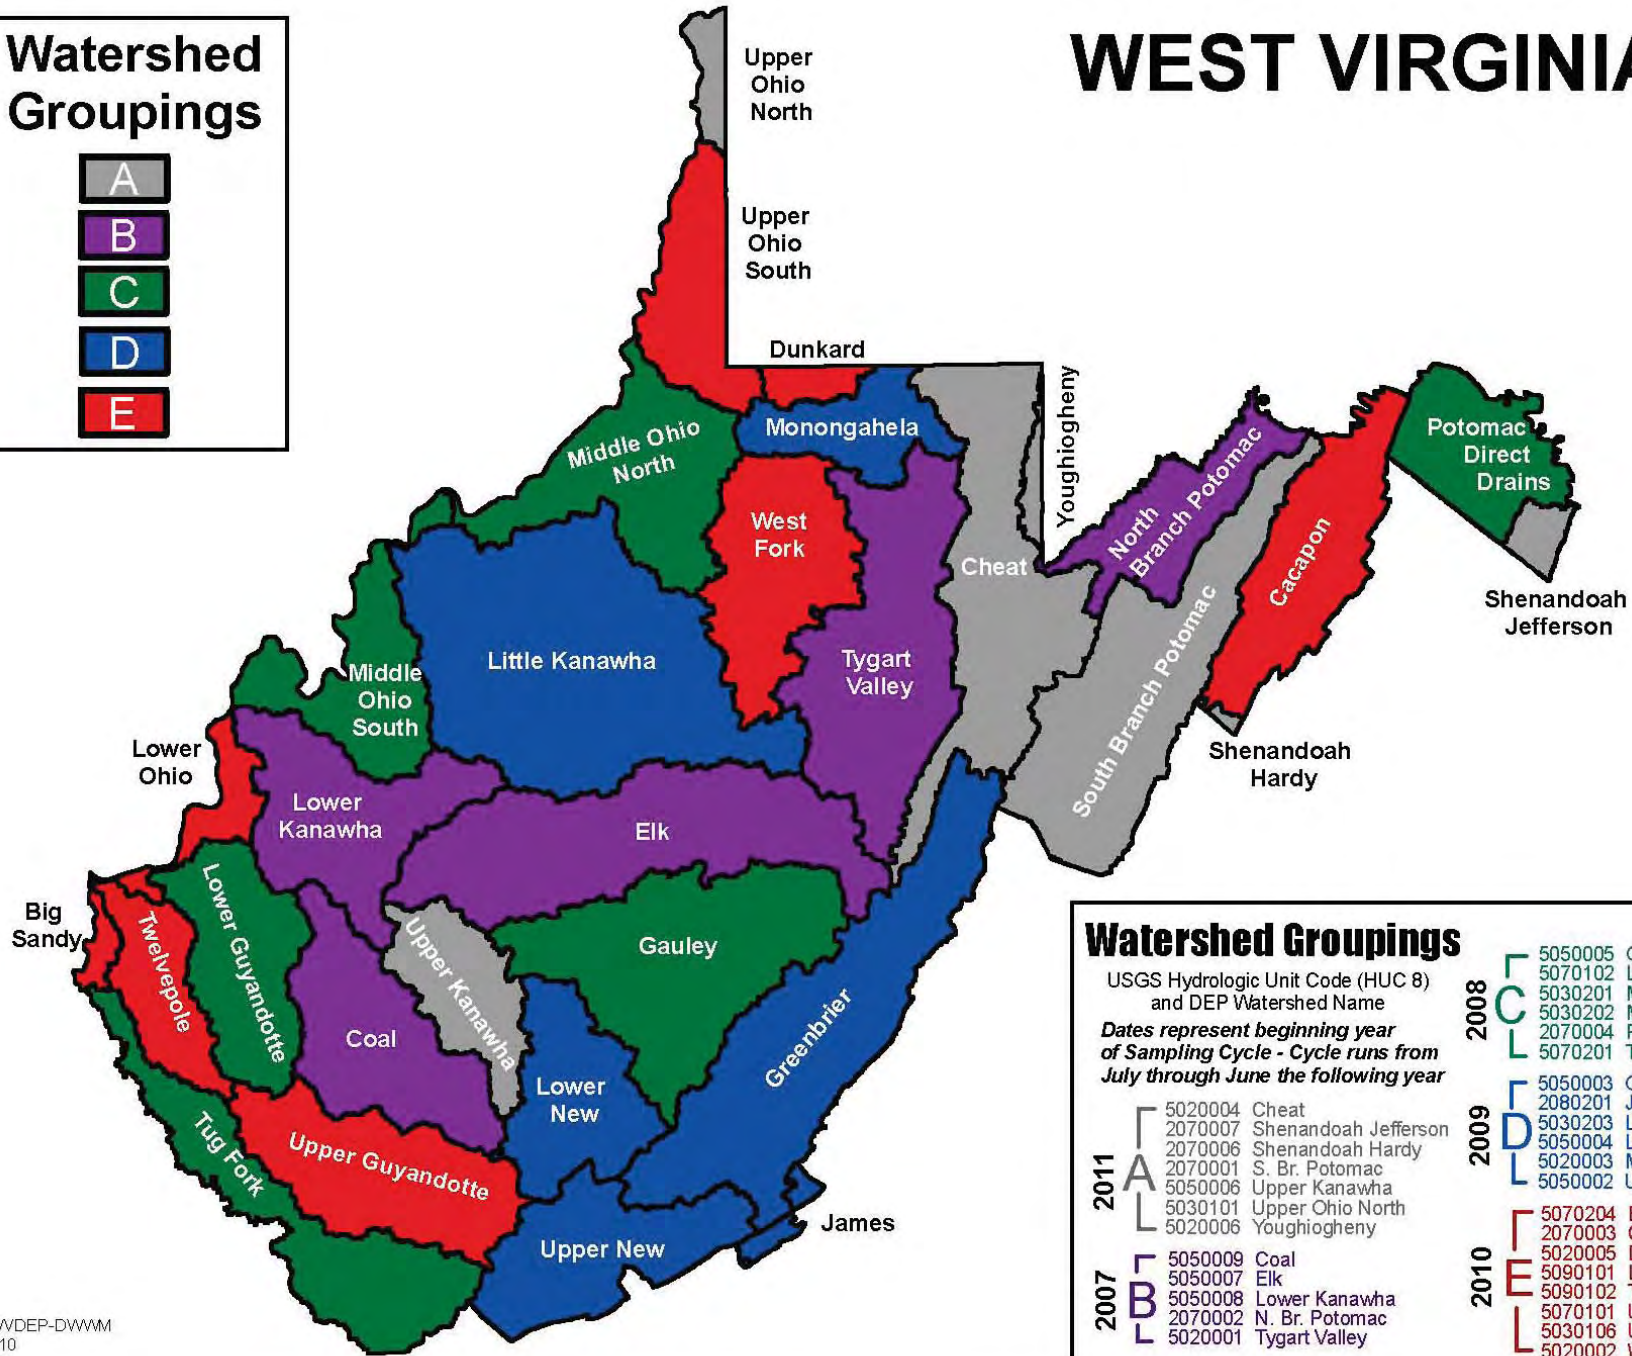 WEST VIRGINIA
Watershed
Groupings
A
B
C
D
E
Upper
Ohio
North
Upper
Ohio
South
Dunkard
Youghiogheny
Monongahela
Middle Ohio
North
West
Fork
Cheat
North
Branch Potomac
South Branch Potomac
Cacapon
Potomac
Direct
Drains
Shenandoah
Jefferson
Shenandoah
Hardy
Little Kanawha
Tygart
Valley
Middle
Ohio
South
Lower
Ohio
Lower
Kanawha
Elk
Big
Sandy
Twelvepole
Lower Guyandotte
Coal
Upper Kanawha
Gauley
Greenbrier
Lower
New
Tug Fork
Upper Guyandotte
Upper New
James
Watershed Groupings
USGS Hydrologic Unit Code (HUC 8)
and DEP Watershed Name
Dates represent beginning year
of Sampling Cycle - Cycle runs from
July through June the following year
2011
A
5020004 Cheat
2070007 Shenandoah Jefferson
2070006 Shenandoah Hardy
2070001 S. Br. Potomac
5050006 Upper Kanawha
5030101 Upper Ohio North
5020006 Youghiogheny
2007
B
5050009 Coal
5050007 Elk
5050008 Lower Kanawha
2070002 N. Br. Potomac
5020001 Tygart Valley
2008
C
5050005
5070102
5030201
5030202
2070004
5070201
2009
D
5050003
2080201
5030203
5050004
5020003
5050002
2010
E
5070204
2070003
5020005
5090101
5090102
5070101
5030106
5020002
VDEP-DWWM
10